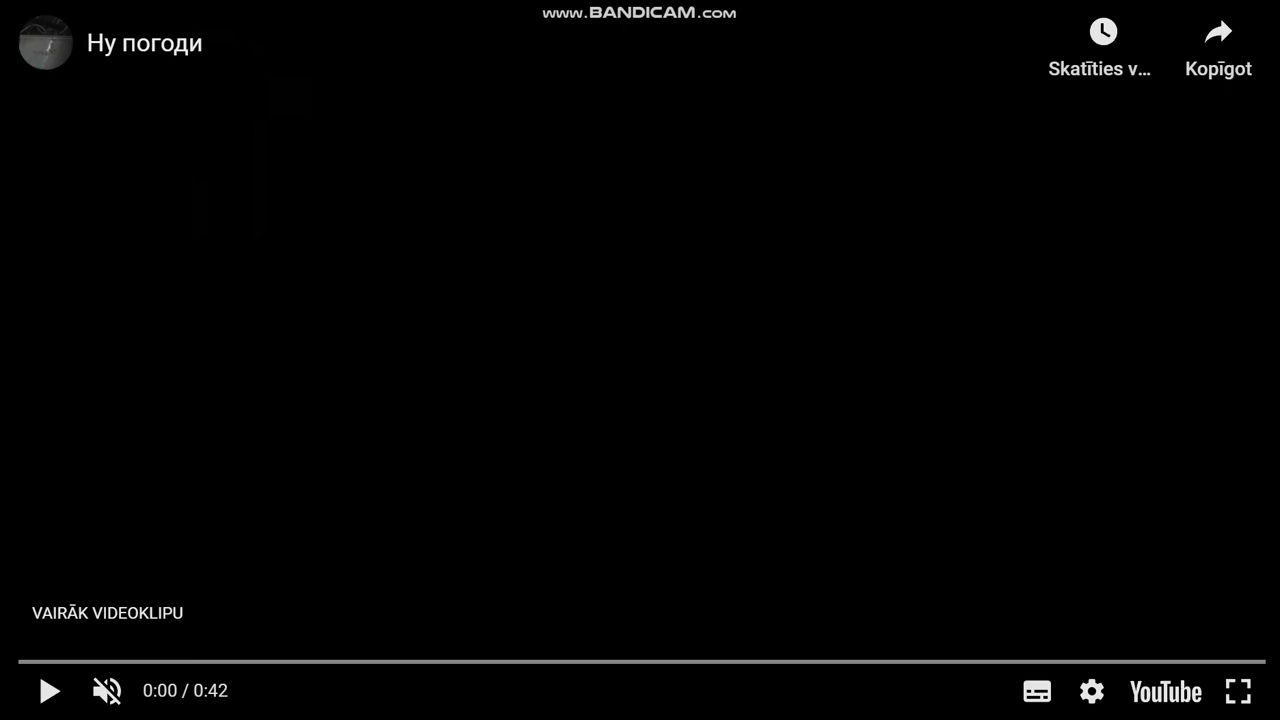 www.BANDICAM.com
Ну погоди
Skatīties v...
Kopīgot
VAIRĀK VIDEOKLIPU
0:00 / 0:42
YouTube